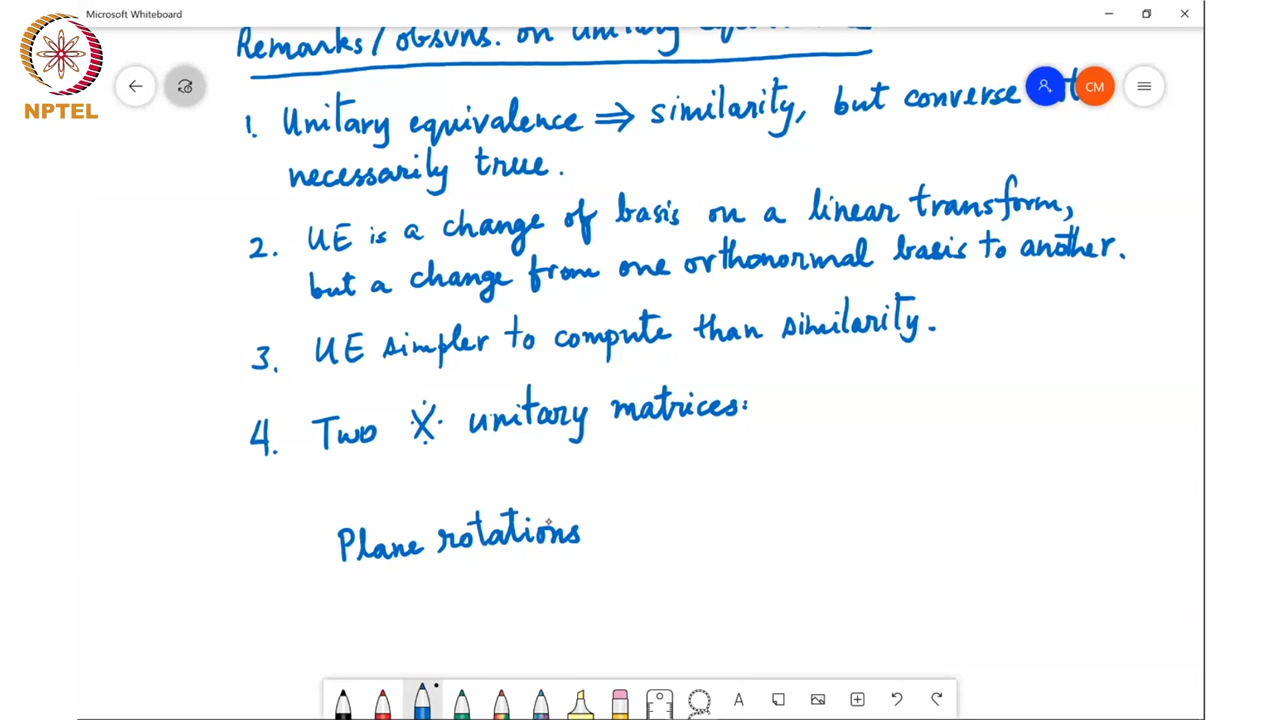 Microsoft Whiteboard
NPTEL
Remarks / obsvns. on unitary
CM
1. Unitary equivalence ⇒ similarity, but converse
necessarily true.
2. UE is a change of basis on a linear transform,
but a change from one orthonormal basis to another.
3. UE simpler to compute than similarity.
4. Two unitary matrices:
Plane rotations
A